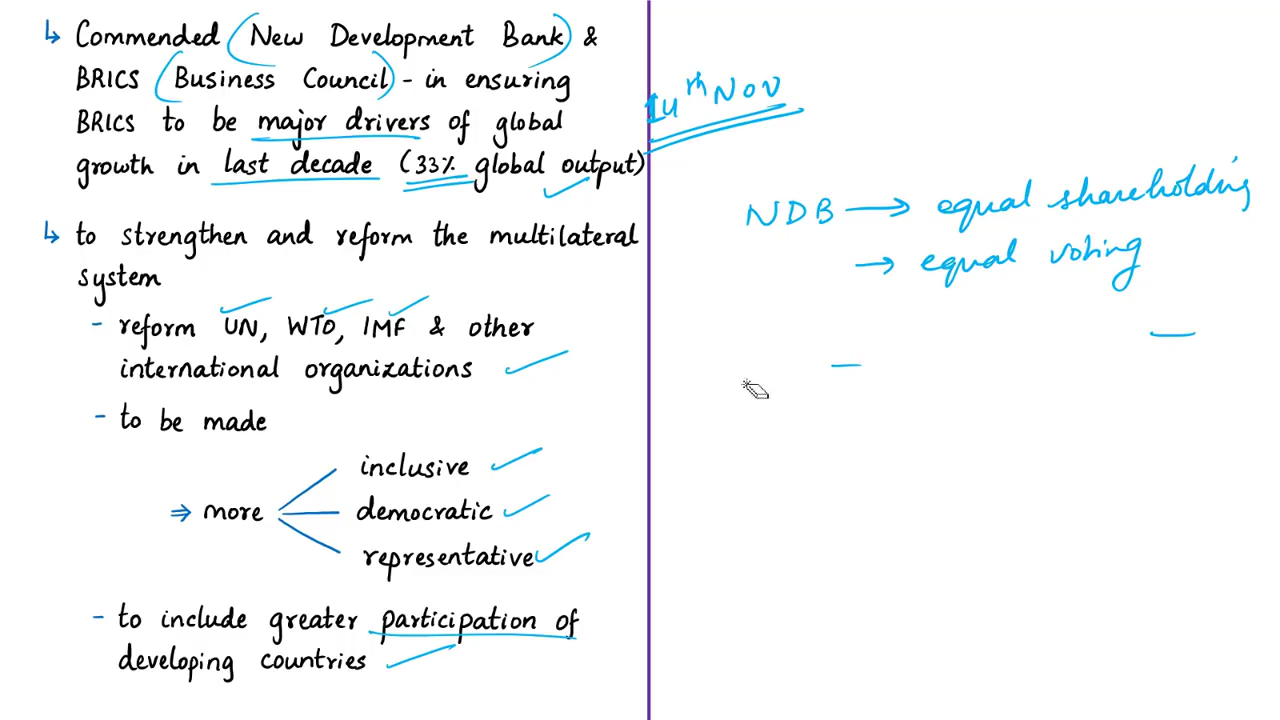 ↳ Commended (New Development Bank) &
BRICS (Business Council) - in ensuring
BRICS to be major drivers of global
growth in last decade (33% global output)
↳ to strengthen and reform the multilateral
system
- reform UN, WTO, IMF & other
international organizations
- to be made
⇒ more
inclusive
democratic
representative
- to include greater participation of
developing countries
14th Nov
NDB → equal shareholding
→ equal voting